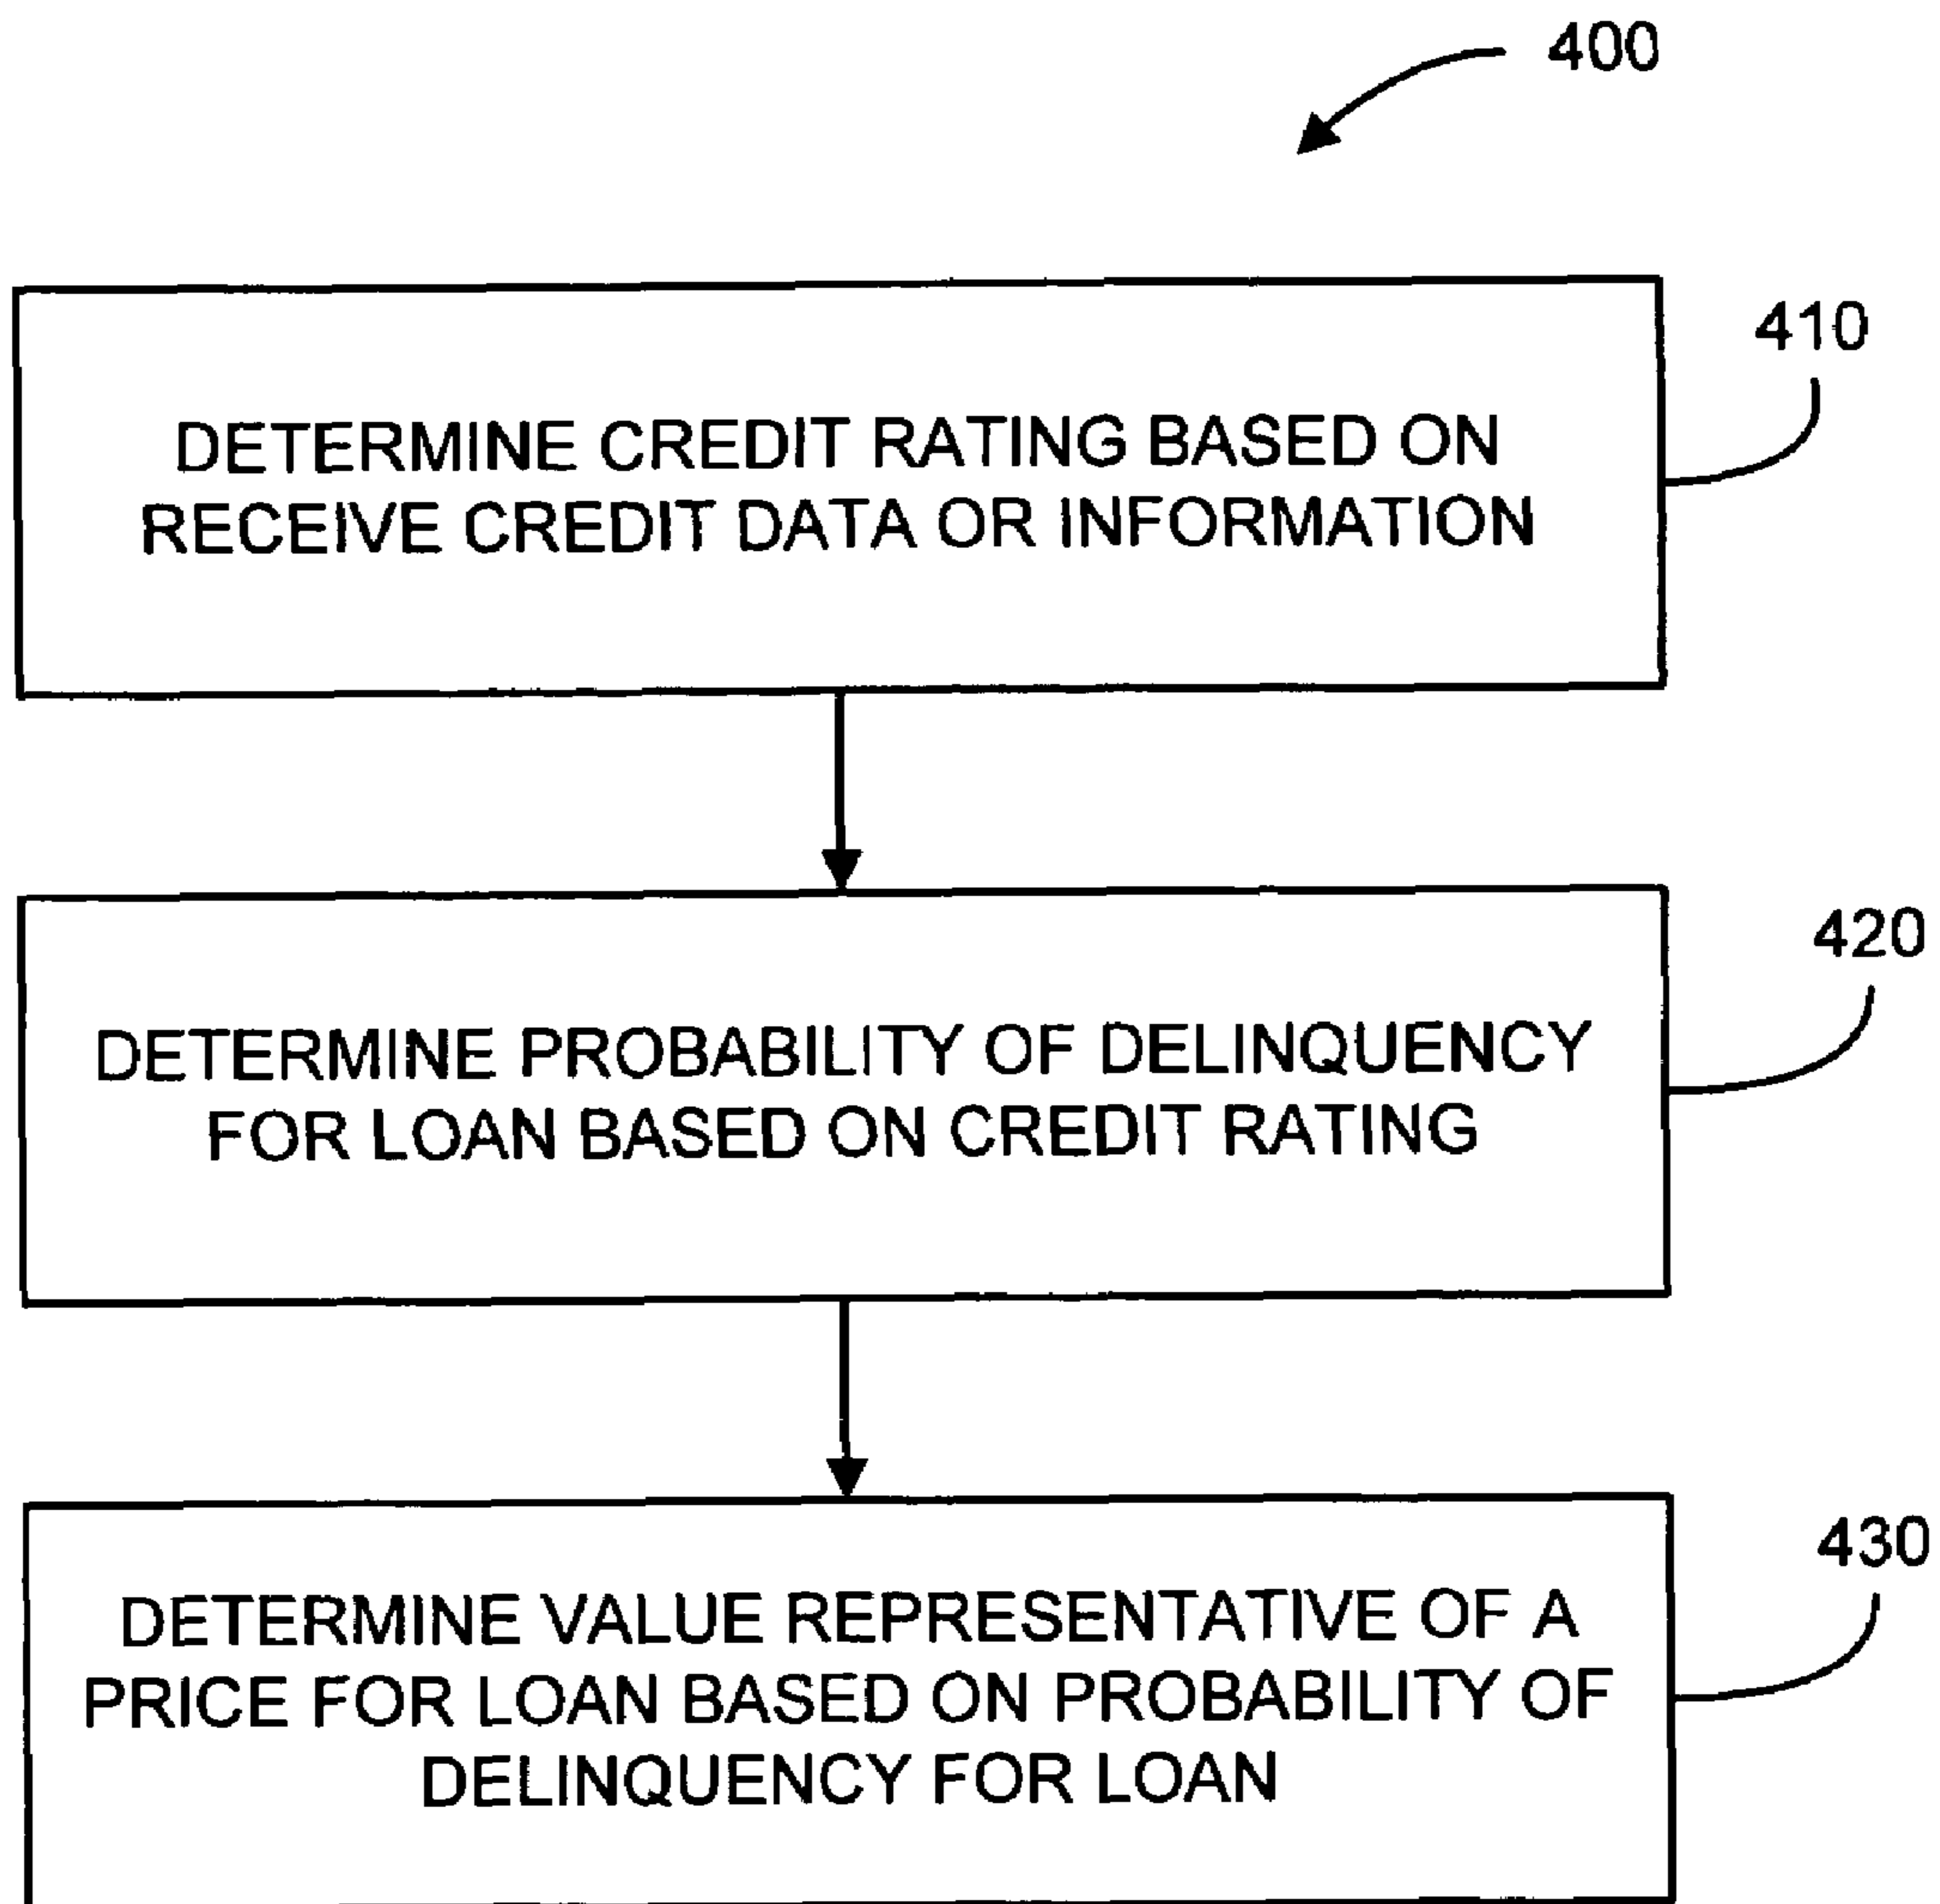 400
410
DETERMINE CREDIT RATING BASED ON
RECEIVE CREDIT DATA OR INFORMATION
420
DETERMINE PROBABILITY OF DELINQUENCY
FOR LOAN BASED ON CREDIT RATING
430
DETERMINE VALUE REPRESENTATIVE OF A
PRICE FOR LOAN BASED ON PROBABILITY OF
DELINQUENCY FOR LOAN